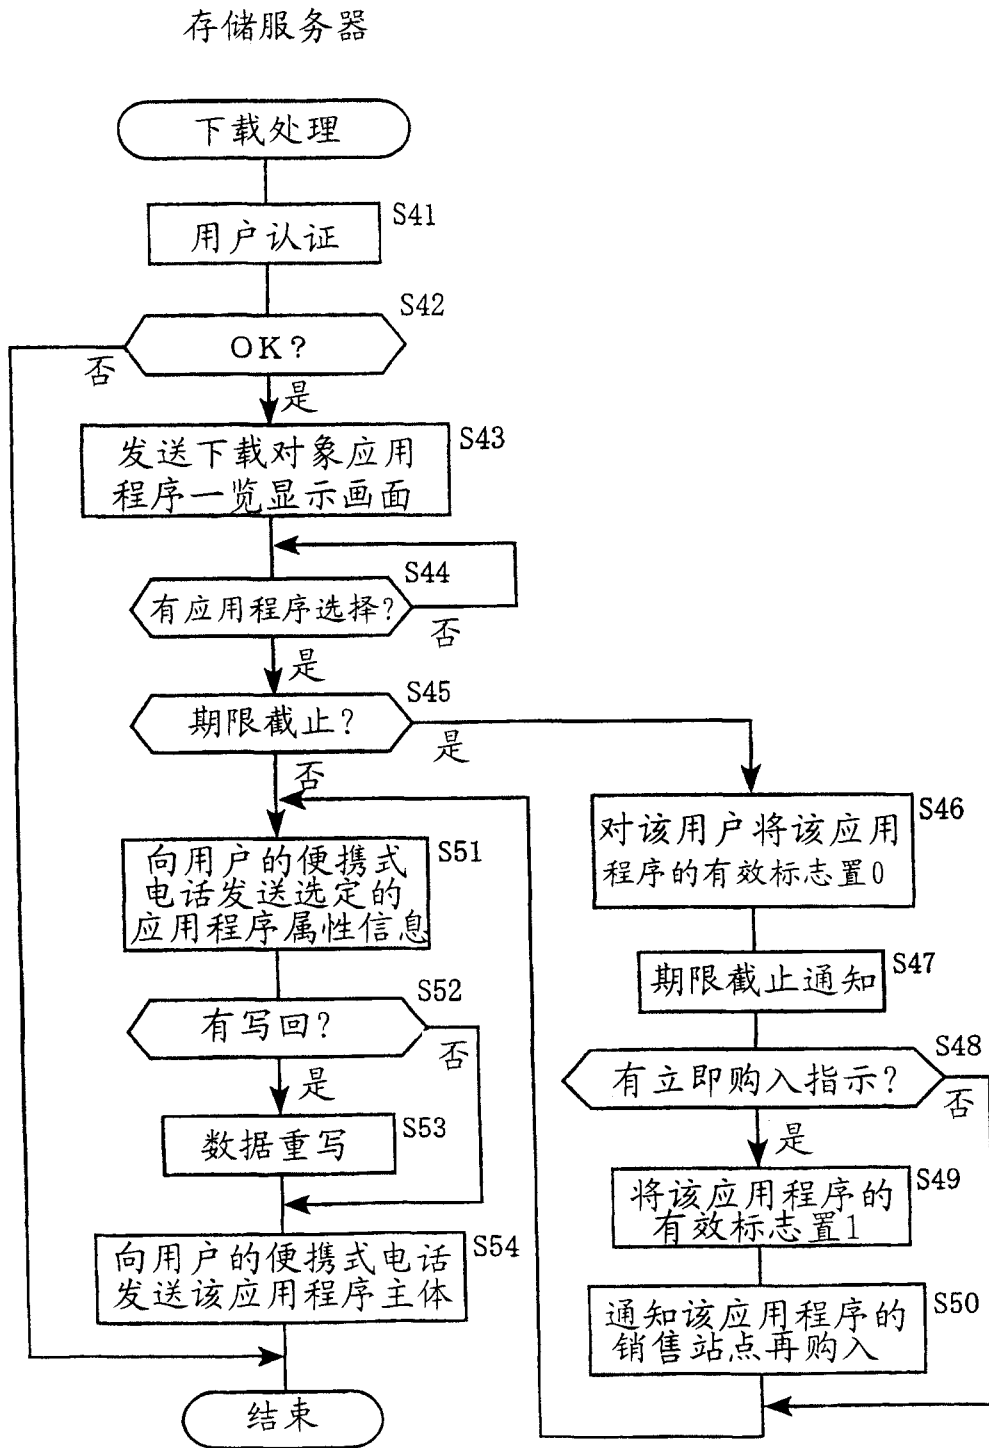 存储服务器
下载处理
用户认证
S41
OK?
S42
否
是
发送下载对象应用
程序一览显示画面
S43
有应用程序选择?
S44
否
是
期限截止?
S45
是
否
对该用户将该应用
程序的有效标志置0
S46
向用户的便携式
电话发送选定的
应用程序属性信息
S51
期限截止通知
S47
有写回?
S52
否
是
有立即购入指示?
S48
否
是
数据重写
S53
将该应用程序的
有效标志置1
S49
向用户的便携式电话
发送该应用程序主体
S54
通知该应用程序的
销售站点再购入
S50
结束